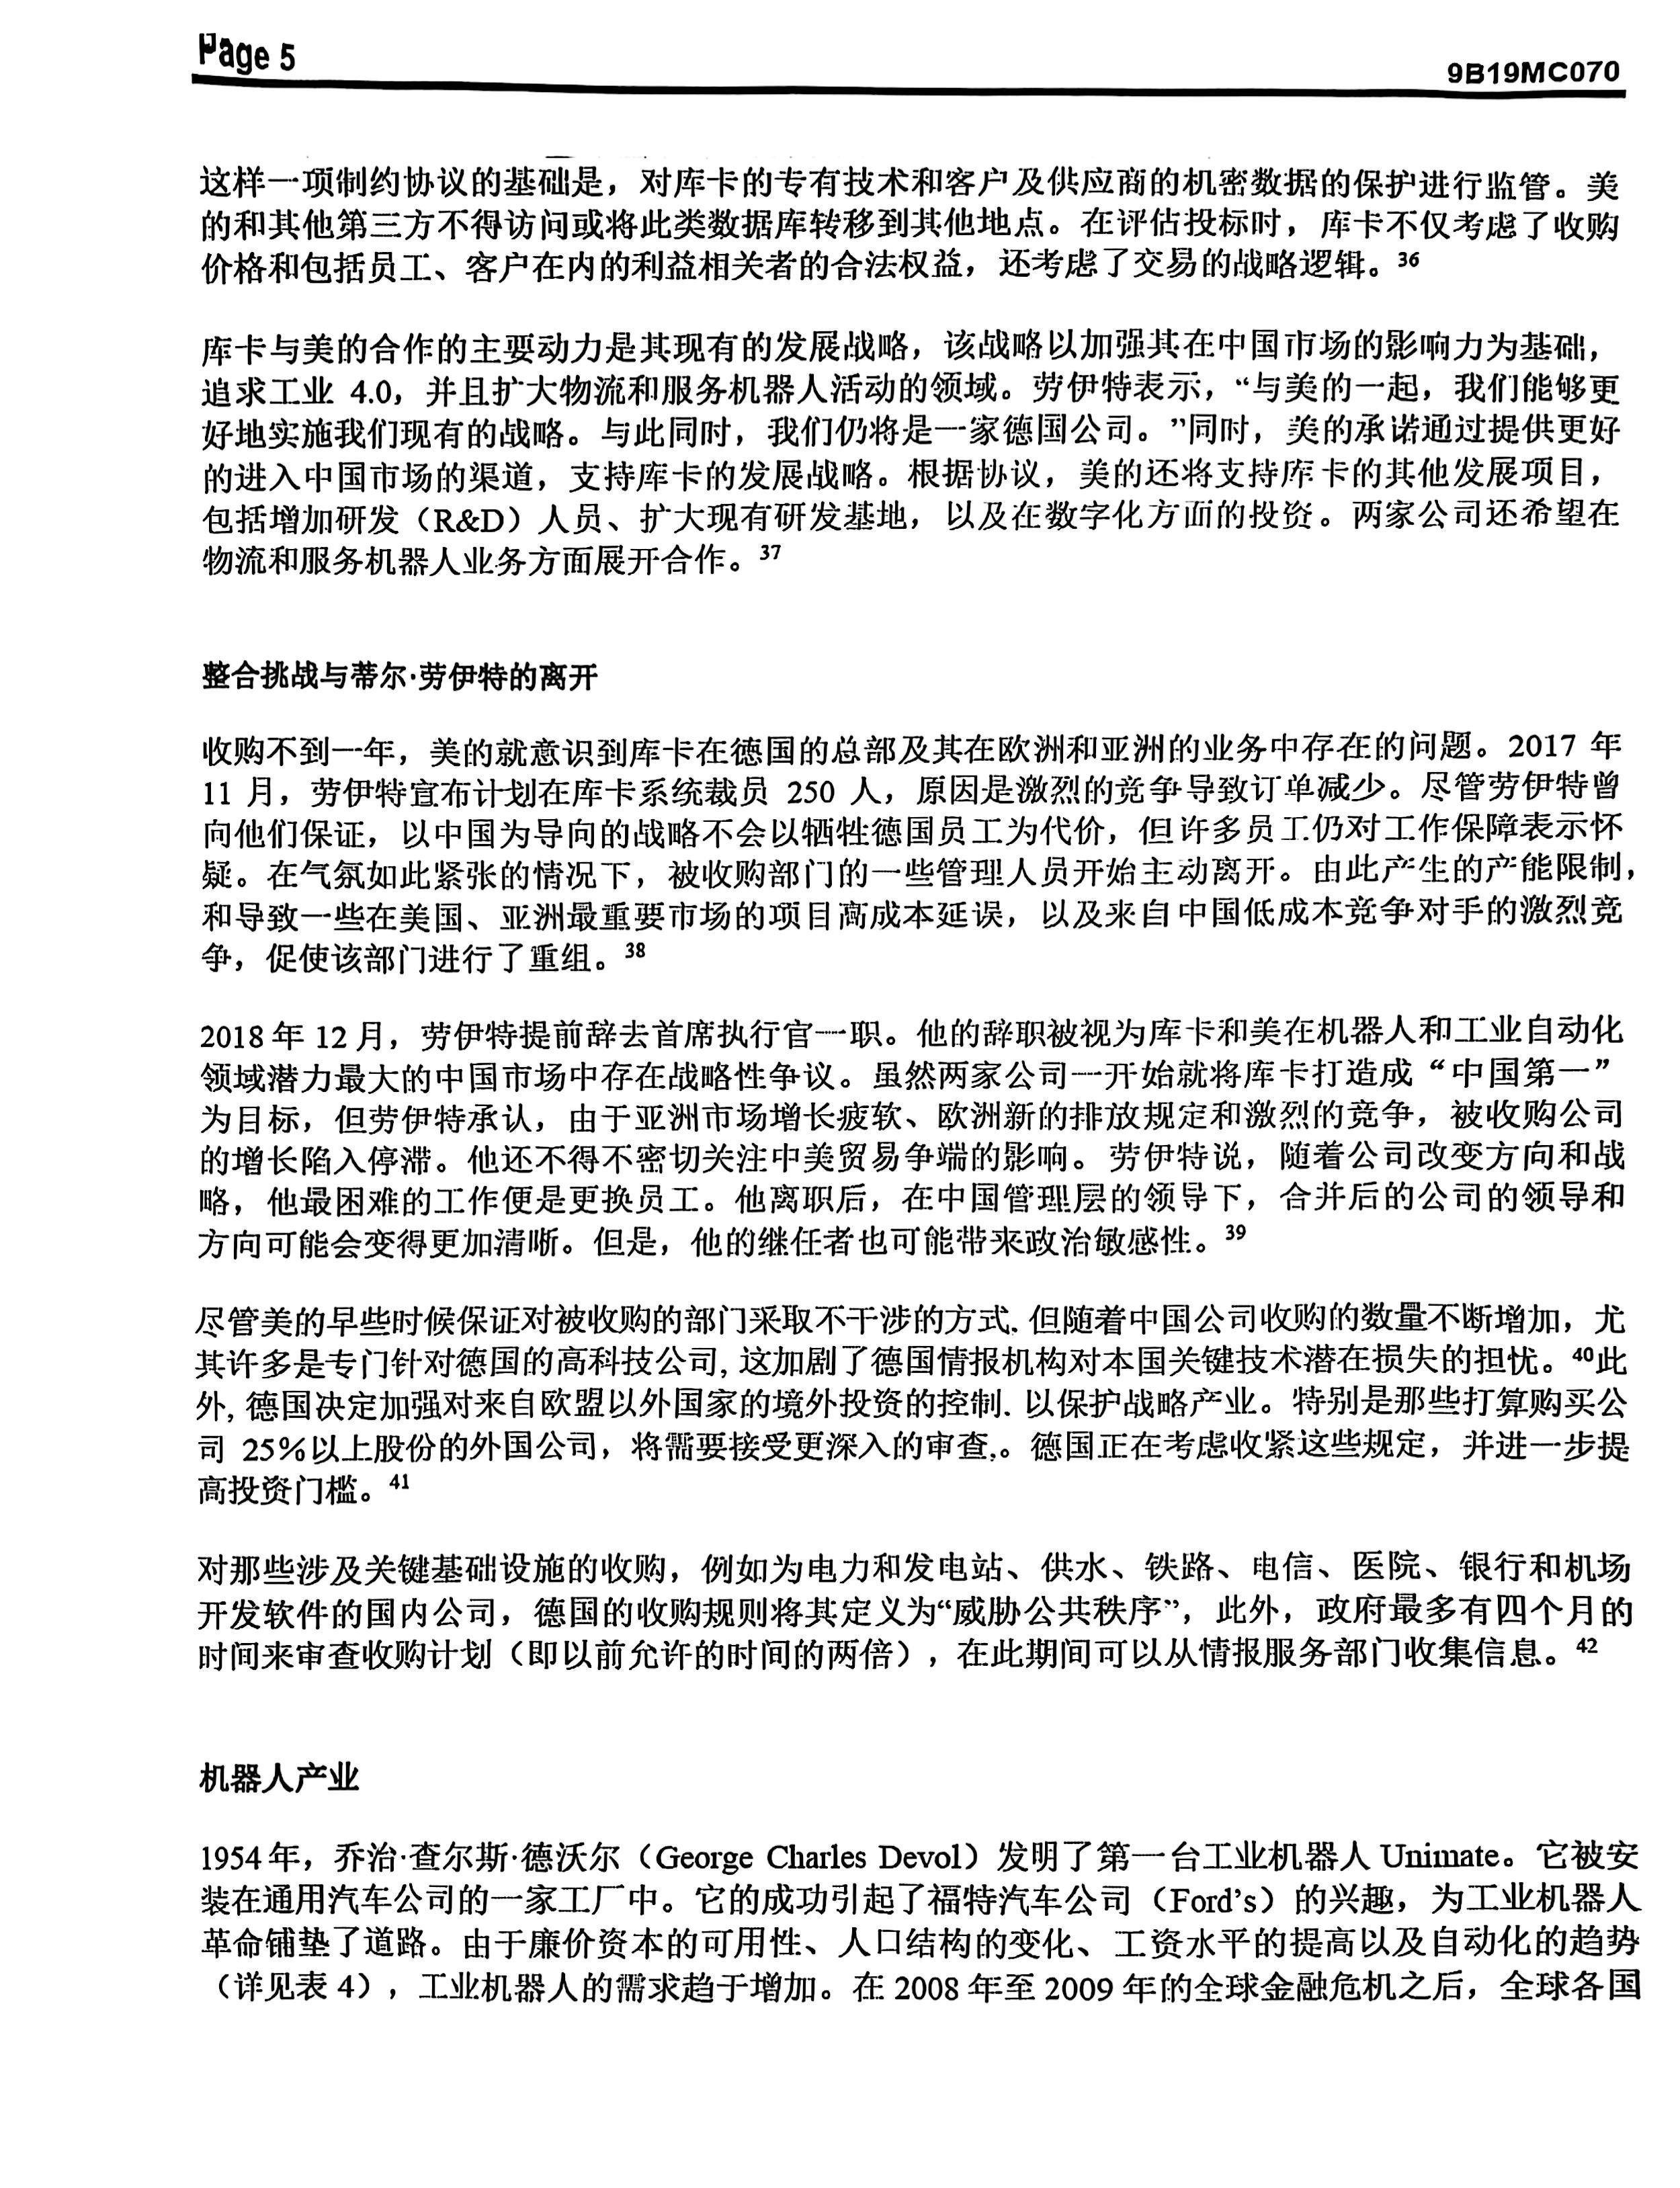 Page 5
9B19MC070
这样一项制约协议的基础是，对库卡的专有技术和客户及供应商的机密数据的保护进行监管。美
的和其他第三方不得访问或将此类数据库转移到其他地点。在评估投标时，库卡不仅考虑了收购
价格和包括员工、客户在内的利益相关者的合法权益，还考虑了交易的战略逻辑。36
库卡与美的合作的主要动力是其现有的发展战略，该战略以加强其在中国市场的影响力为基础，
追求工业 4.0，并且扩大物流和服务机器人活动的领域。劳伊特表示，“与美的一起，我们能够更
好地实施我们现有的战略。与此同时，我们仍将是一家德国公司。”同时，美的承诺通过提供更好
的进入中国市场的渠道，支持库卡的发展战略。根据协议，美的还将支持库卡的其他发展项目，
包括增加研发（R&D）人员、扩大现有研发基地，以及在数字化方面的投资。两家公司还希望在
物流和服务机器人业务方面展开合作。37
整合挑战与蒂尔·劳伊特的离开
收购不到一年，美的就意识到库卡在德国的总部及其在欧洲和亚洲的业务中存在的问题。2017 年
11 月，劳伊特宣布计划在库卡系统裁员 250 人，原因是激烈的竞争导致订单减少。尽管劳伊特曾
向他们保证，以中国为导向的战略不会以牺牲德国员工为代价，但许多员工仍对工作保障表示怀
疑。在气氛如此紧张的情况下，被收购部门的一些管理人员开始主动离开。由此产生的产能限制，
和导致一些在美国、亚洲最重要市场的项目高成本延误，以及来自中国低成本竞争对手的激烈竞
争，促使该部门进行了重组。38
2018 年 12 月，劳伊特提前辞去首席执行官一职。他的辞职被视为库卡和美在机器人和工业自动化
领域潜力最大的中国市场中存在战略性争议。虽然两家公司一开始就将库卡打造成“中国第一”
为目标，但劳伊特承认，由于亚洲市场增长疲软、欧洲新的排放规定和激烈的竞争，被收购公司
的增长陷入停滞。他还不得不密切关注中美贸易争端的影响。 劳伊特说，随着公司改变方向和战
略，他最困难的工作便是更换员工。他离职后，在中国管理层的领导下，合并后的公司的领导和
方向可能会变得更加清晰。但是，他的继任者也可能带来政治敏感性。39
尽管美的早些时候保证对被收购的部门采取不干涉的方式, 但随着中国公司收购的数量不断增加，尤
其许多是专门针对德国的高科技公司, 这加剧了德国情报机构对本国关键技术潜在损失的担忧。40此
外, 德国决定加强对来自欧盟以外国家的境外投资的控制, 以保护战略产业。特别是那些打算购买公
司 25%以上股份的外国公司，将需要接受更深入的审查,。德国正在考虑收紧这些规定，并进一步提
高投资门槛。41
对那些涉及关键基础设施的收购，例如为电力和发电站、供水、铁路、电信、医院、银行和机场
开发软件的国内公司，德国的收购规则将其定义为“威胁公共秩序”，此外，政府最多有四个月的
时间来审查收购计划（即以前允许的时间的两倍），在此期间可以从情报服务部门收集信息。42
机器人产业
1954 年，乔治·查尔斯·德沃尔（George Charles Devol）发明了第一台工业机器人 Unimate。它被安
装在通用汽车公司的一家工厂中。它的成功引起了福特汽车公司（Ford’s）的兴趣，为工业机器人
革命铺垫了道路。由于廉价资本的可用性、人口结构的变化、工资水平的提高以及自动化的趋势
（详见表 4），工业机器人的需求趋于增加。在 2008 年至 2009 年的全球金融危机之后，全球各国